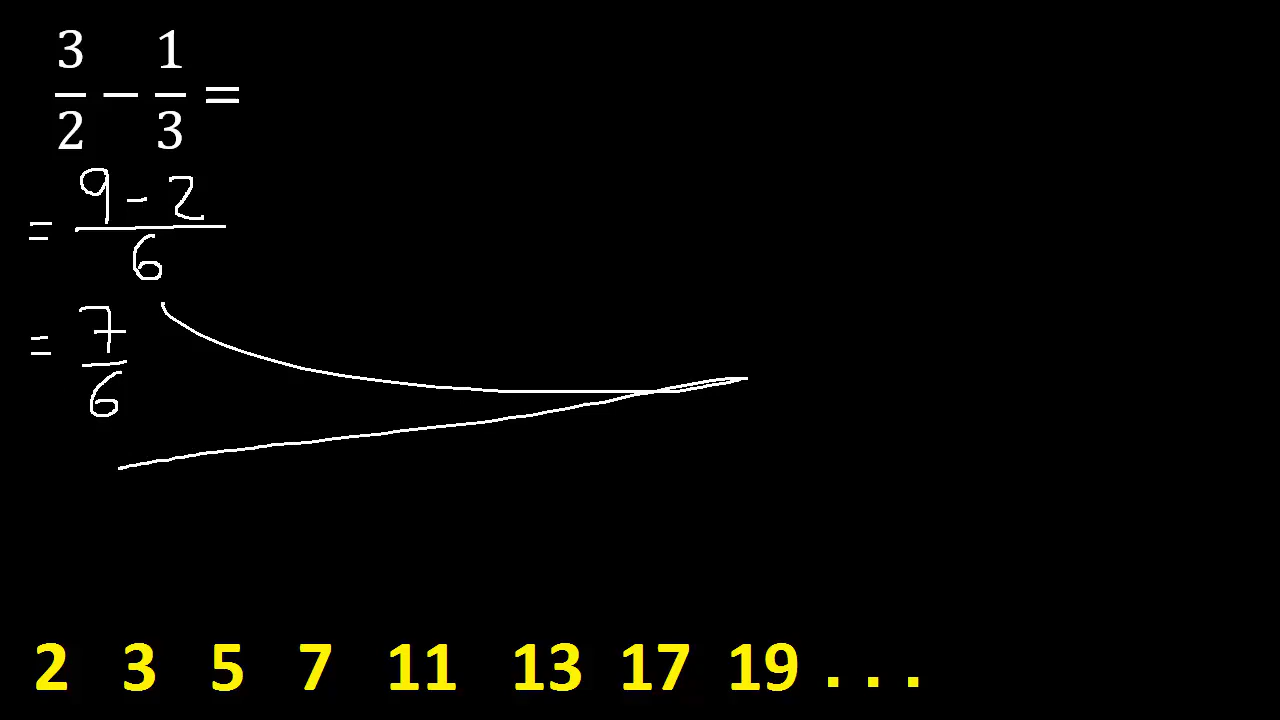 3/2 − 1/3 =
= 9 - 2/6
= 7/6
2 3 5 7 11 13 17 19 . . .